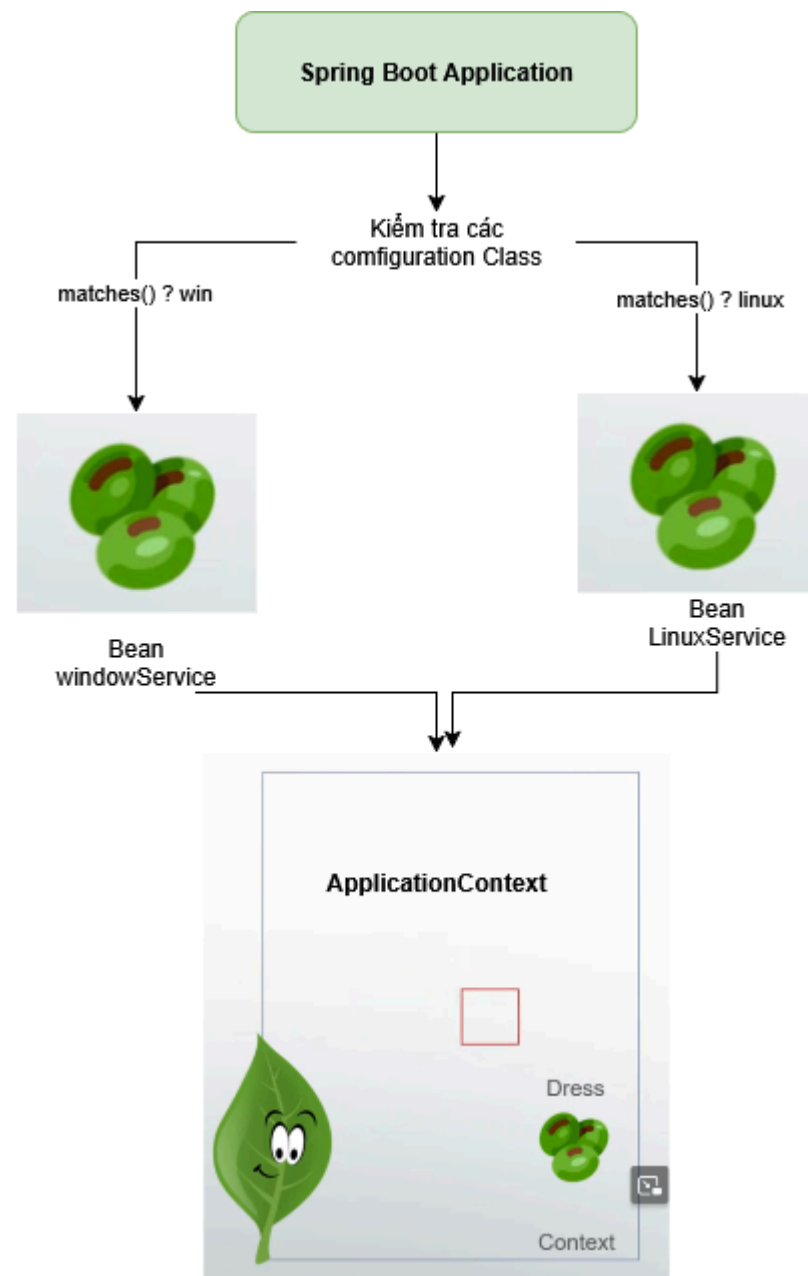 Spring Boot Application
Kiểm tra các
comfiguration Class
matches() ? win
matches() ? linux
Bean
windowService
Bean
LinuxService
ApplicationContext
Dress
Context